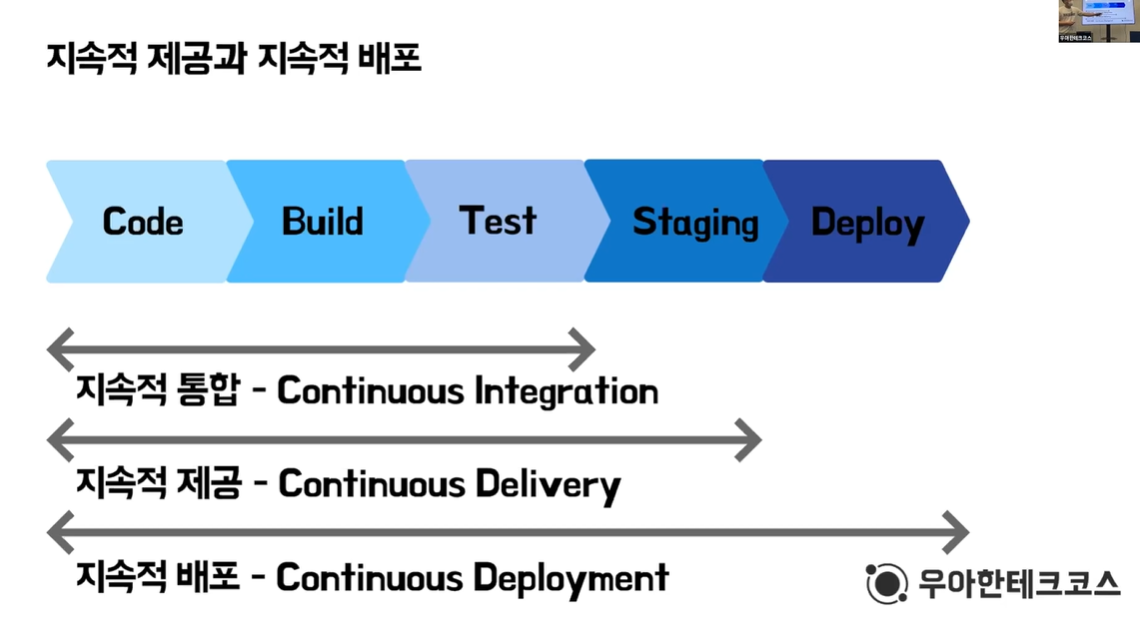 지속적 제공과 지속적 배포
우아한테크코스
Code
Build
Test
Staging
Deploy
지속적 통합 - Continuous Integration
지속적 제공 - Continuous Delivery
지속적 배포 - Continuous Deployment
우아한테크코스